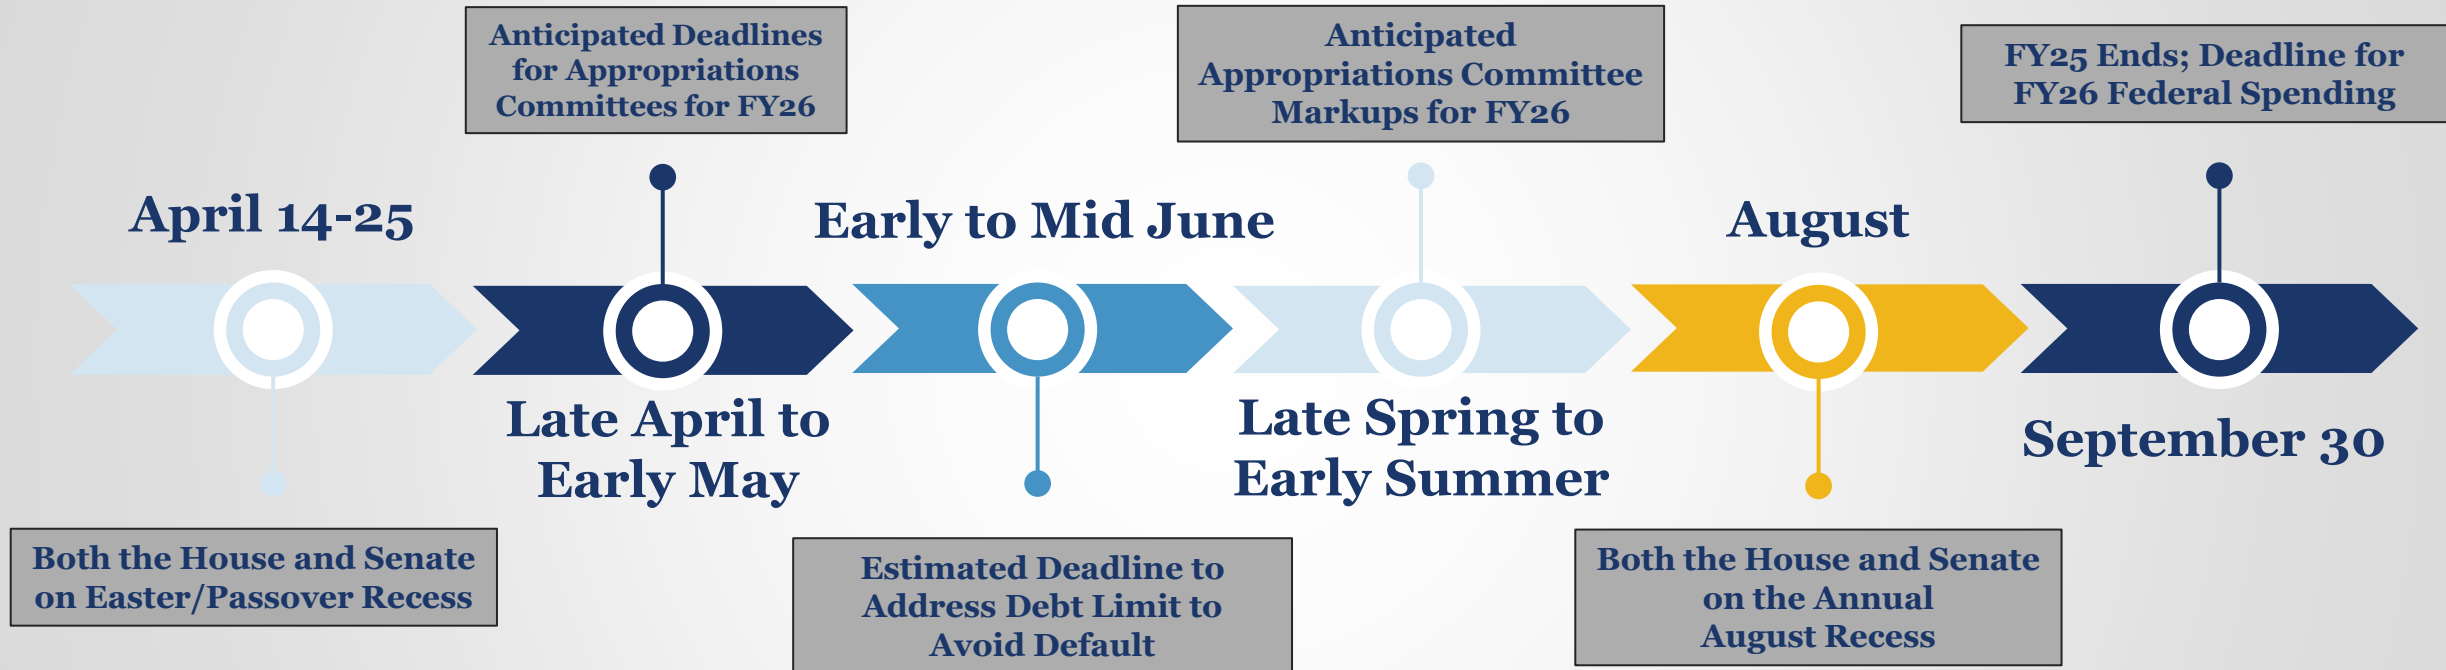 April 14-25
Both the House and Senate
on Easter/Passover Recess
Anticipated Deadlines
for Appropriations
Committees for FY26
Late April to
Early May
Early to Mid June
Estimated Deadline to
Address Debt Limit to
Avoid Default
Anticipated
Appropriations Committee
Markups for FY26
Late Spring to
Early Summer
August
Both the House and Senate
on the Annual
August Recess
FY25 Ends; Deadline for
FY26 Federal Spending
September 30